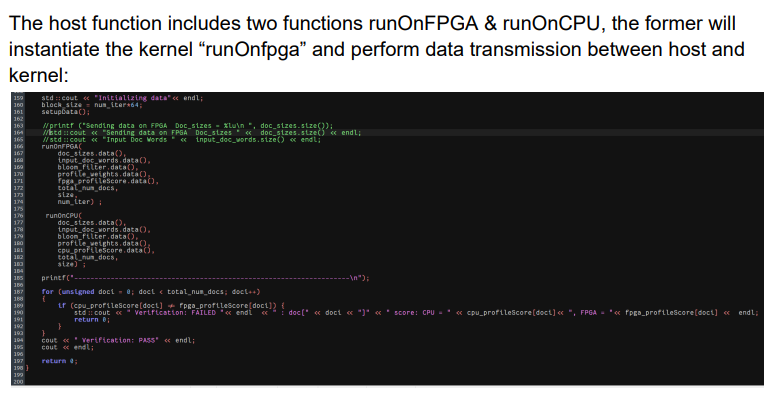 The host function includes two functions runOnFPGA & runOnCPU, the former will
instantiate the kernel “runOnfpga” and perform data transmission between host and
kernel:
159 std::cout << "Initializing data"<< endl;
160 block_size = num_iter*64;
161 setupData();
162
163 //printf ("Sending data on FPGA Doc_sizes = %lu\n ", doc_sizes.size());
164 //std::cout << "Sending data on FPGA Doc_sizes " << doc_sizes.size() << endl;
165 //std::cout << "Input Doc Words " << input_doc_words.size() << endl;
166 runOnFPGA(
167 doc_sizes.data(),
168 input_doc_words.data(),
169 bloom_filter.data(),
170 profile_weights.data(),
171 fpga_profileScore.data(),
172 total_num_docs,
173 size,
174 num_iter) ;
175
176 runOnCPU(
177 doc_sizes.data(),
178 input_doc_words.data(),
179 bloom_filter.data(),
180 profile_weights.data(),
181 cpu_profileScore.data(),
182 total_num_docs,
183 size) ;
184
185 printf("--------------------------------------------------------------------\n");
186
187 for (unsigned doci = 0; doci < total_num_docs; doci++)
188 {
189 if (cpu_profileScore[doci] ≠ fpga_profileScore[doci]) {
190 std::cout << " Verification: FAILED "<< endl << " : doc[" << doci << "]" << " score: CPU = " << cpu_profileScore[doci]<< ", FPGA = "<< fpga_profileScore[doci] << endl;
191 return 0;
192 }
193 }
194 cout << " Verification: PASS" << endl;
195 cout << endl;
196
197 return 0;
198 }
199
200